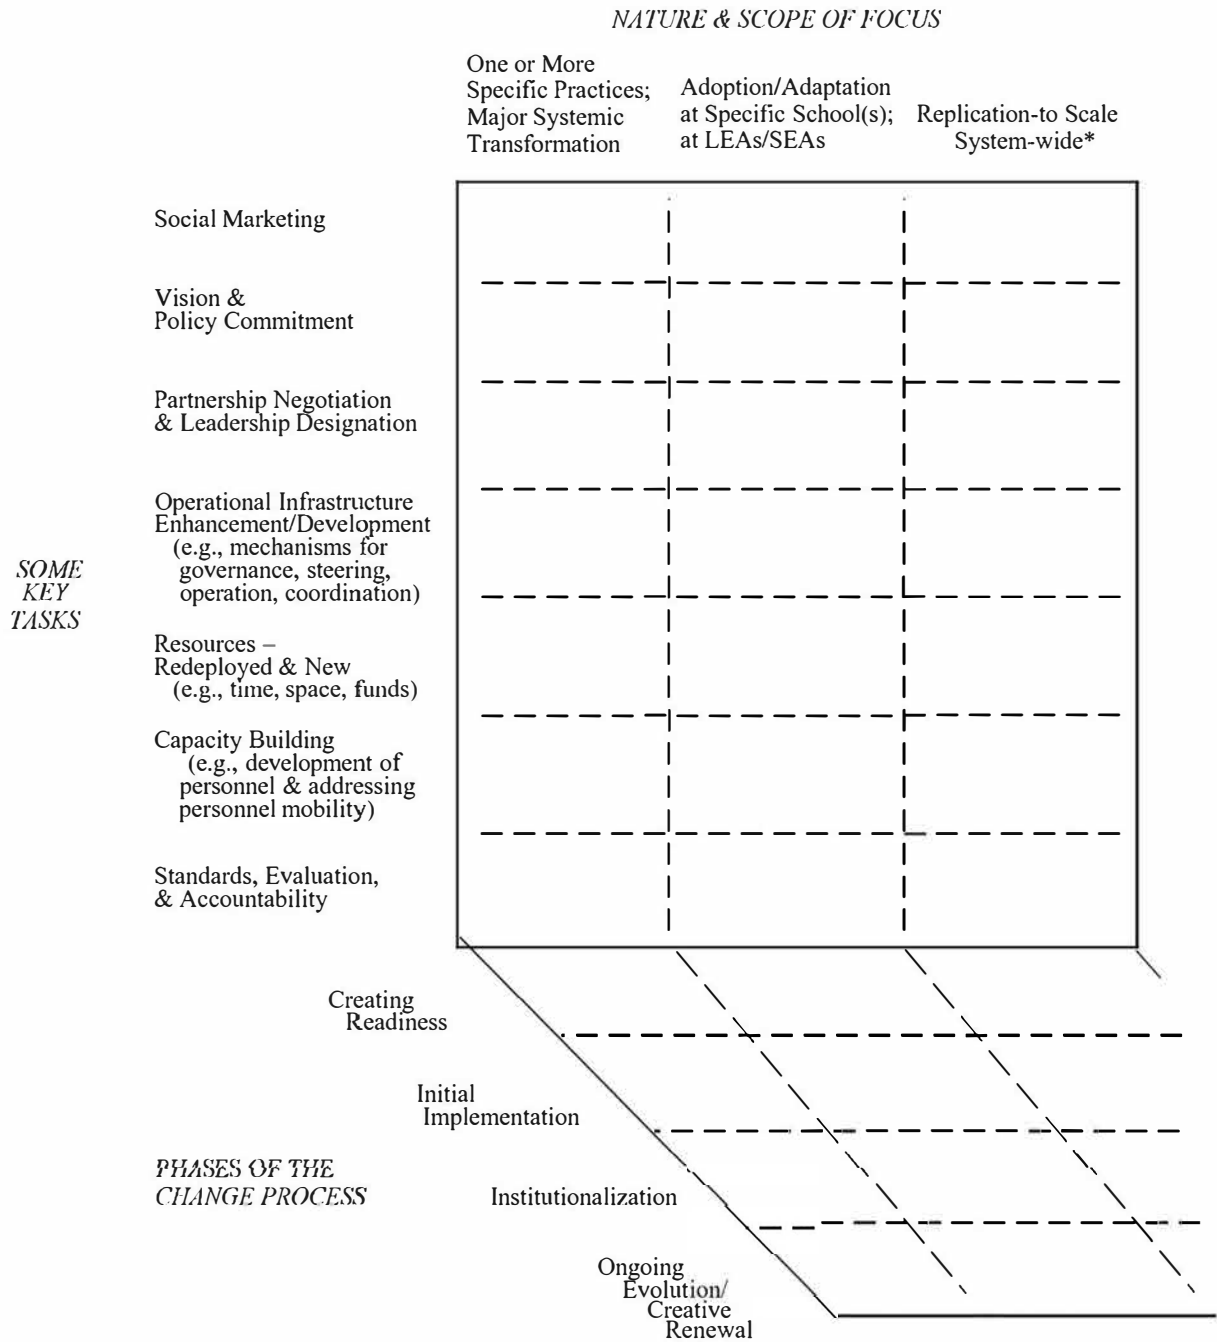 NATURE & SCOPE OF FOCUS
One or More
Specific Practices;
Major Systemic
Transformation
Adoption/Adaptation
at Specific School(s);
at LEAs/SEAs
Replication-to Scale
System-wide*
Social Marketing
Vision &
Policy Commitment
Partnership Negotiation
& Leadership Designation
Operational Infrastructure
Enhancement/Development
(e.g., mechanisms for
governance, steering,
operation, coordination)
SOME
KEY
TASKS
Resources –
Redeployed & New
(e.g., time, space, funds)
Capacity Building
(e.g., development of
personnel & addressing
personnel mobility)
Standards, Evaluation,
& Accountability
Creating
Readiness
Initial
Implementation
PHASES OF THE
CHANGE PROCESS
Institutionalization
Ongoing
Evolution/
Creative
Renewal